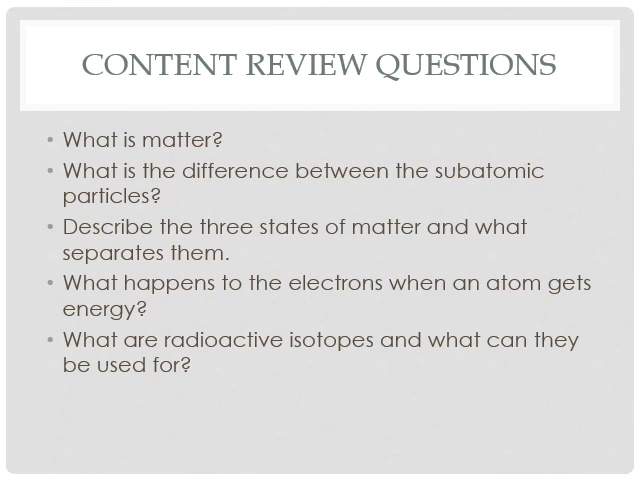 CONTENT REVIEW QUESTIONS
• What is matter?
• What is the difference between the subatomic
particles?
• Describe the three states of matter and what
separates them.
• What happens to the electrons when an atom gets
energy?
• What are radioactive isotopes and what can they
be used for?